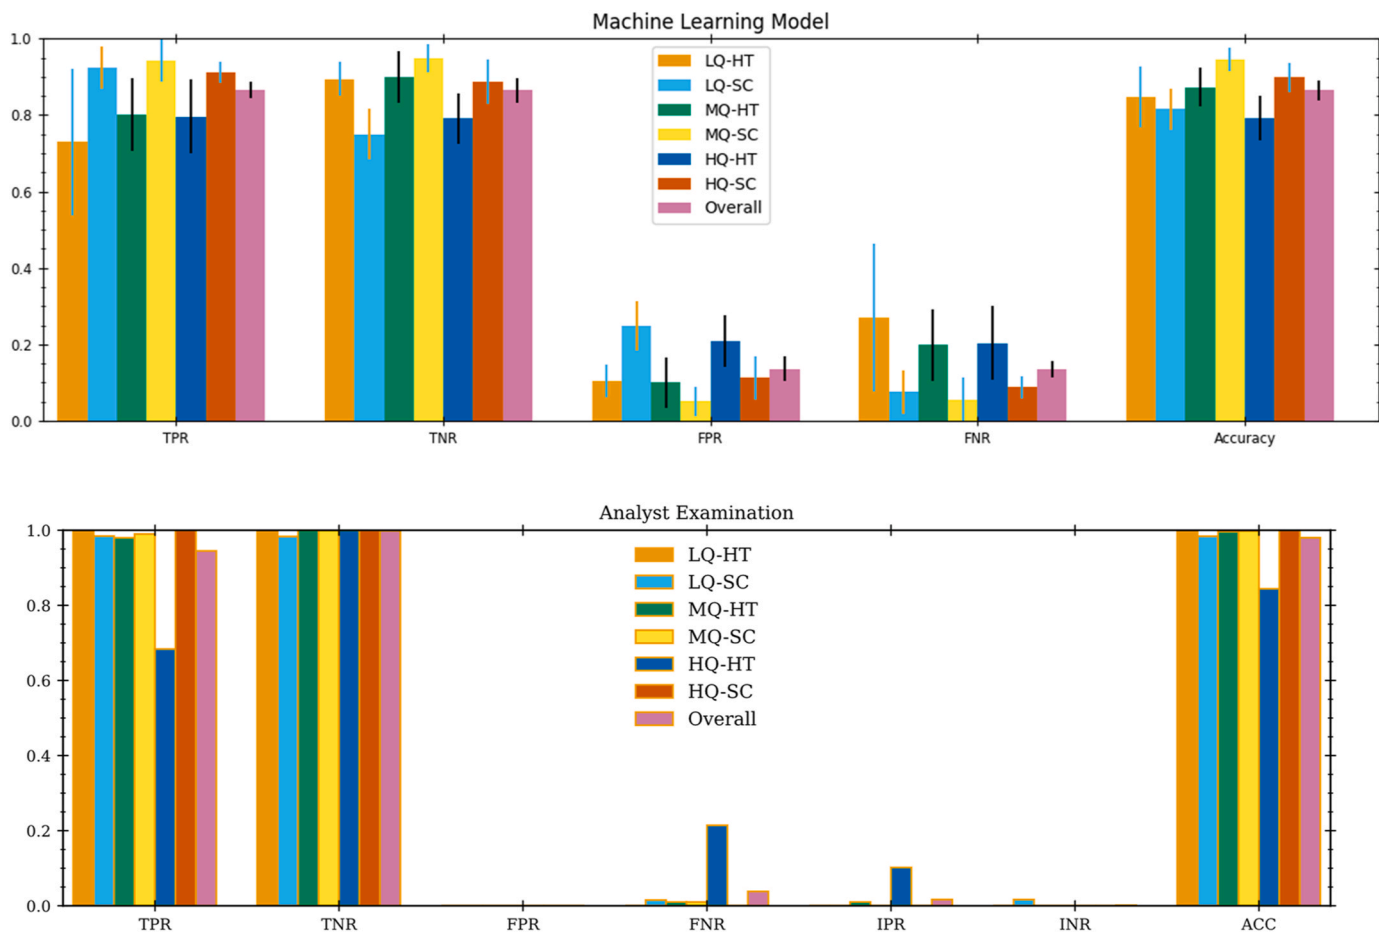 Machine Learning Model
1.0
0.8
0.6
0.4
0.2
0.0
LQ-HT
LQ-SC
MQ-HT
MQ-SC
HQ-HT
HQ-SC
Overall
TPR TNR FPR FNR Accuracy
Analyst Examination
1.0
0.8
0.6
0.4
0.2
0.0
LQ-HT
LQ-SC
MQ-HT
MQ-SC
HQ-HT
HQ-SC
Overall
TPR TNR FPR FNR IPR INR ACC